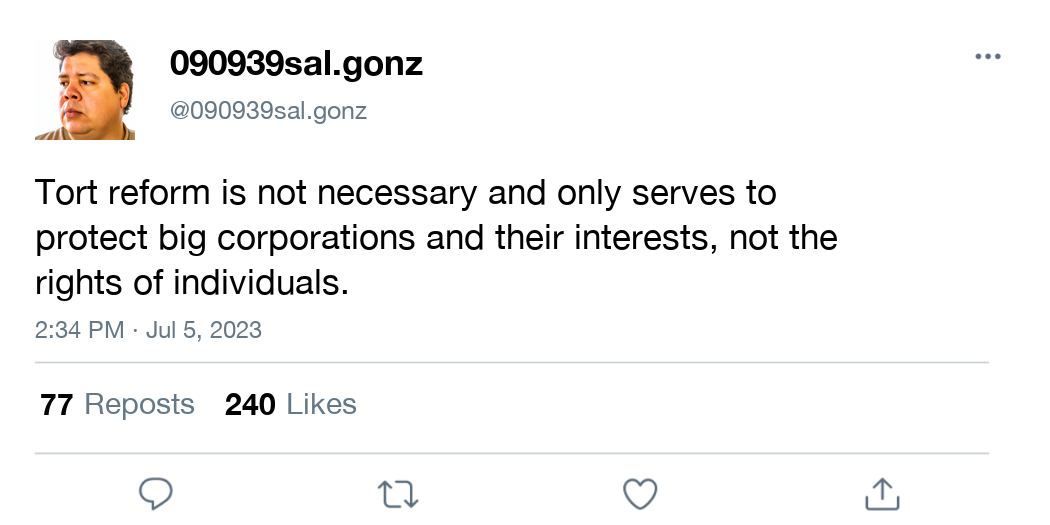 090939sal.gonz
@090939sal.gonz
Tort reform is not necessary and only serves to
protect big corporations and their interests, not the
rights of individuals.
2:34 PM · Jul 5, 2023
77 Reposts 240 Likes